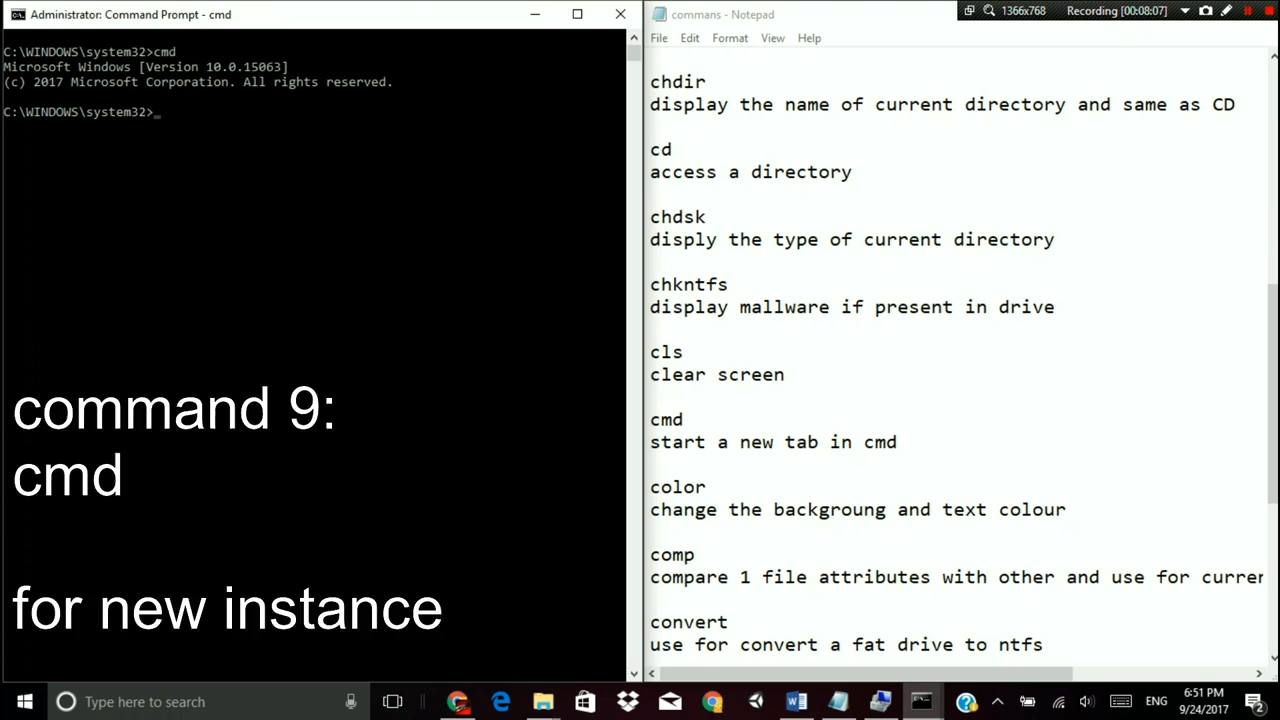 Administrator: Command Prompt - cmd
C:\WINDOWS\system32>cmd
Microsoft Windows [Version 10.0.15063]
(c) 2017 Microsoft Corporation. All rights reserved.
C:\WINDOWS\system32>_
command 9:
cmd
for new instance
commans - Notepad
1366x768
Recording [00:08:07]
File Edit Format View Help
chdir
display the name of current directory and same as CD
cd
access a directory
chdsk
disply the type of current directory
chkntfs
display mallware if present in drive
cls
clear screen
cmd
start a new tab in cmd
color
change the backgroung and text colour
comp
compare 1 file attributes with other and use for currer
convert
use for convert a fat drive to ntfs
Type here to search
ENG
6:51 PM
9/24/2017
2